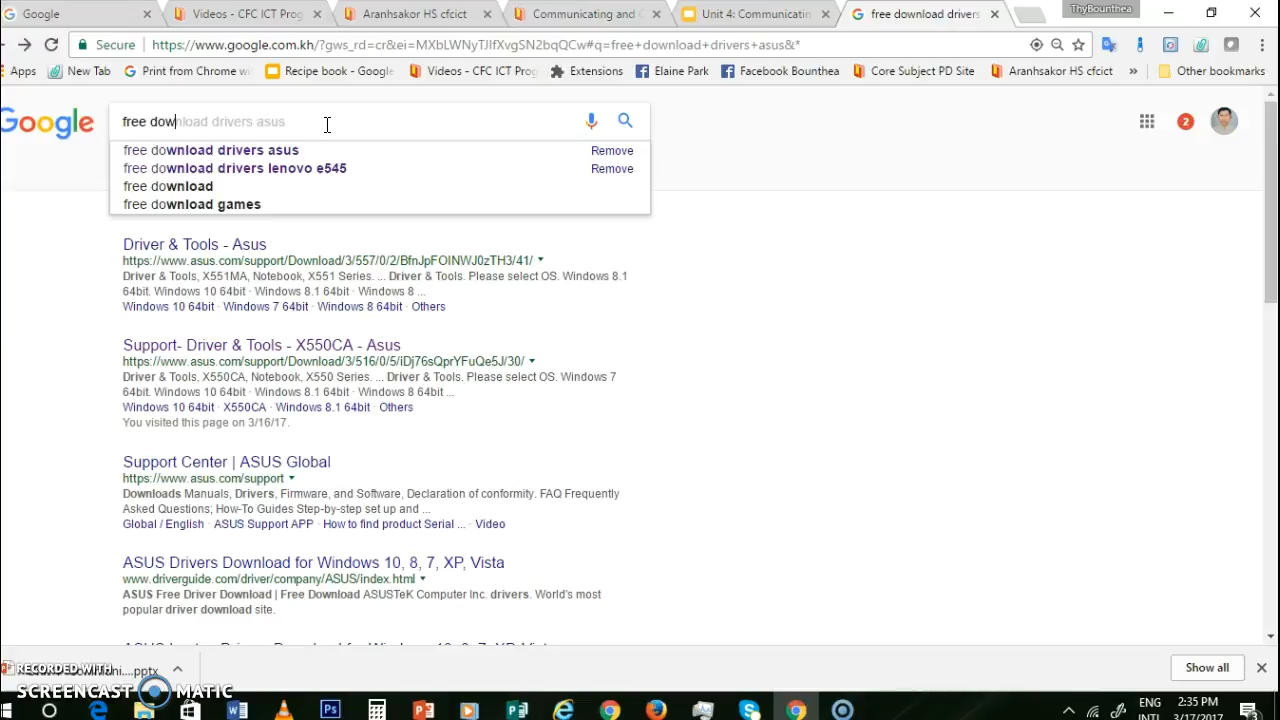 Google
Videos - CFC ICT Prog
Aranhsakor HS cfcict
Communicating and C
Unit 4: Communicatin
free download drivers
ThyBounthea
Secure
https://www.google.com.kh/?gws_rd=cr&ei=MXbLWNyTJIfXvgSN2bqQCw#q=free+download+drivers+asus&*
Apps
New Tab
Print from Chrome wi
Recipe book - Google
Videos - CFC ICT Prog
Extensions
Elaine Park
Facebook Bounthea
Core Subject PD Site
Aranhsakor HS cfcict
»
Other bookmarks
Google
free download drivers asus
2
free download drivers asus
Remove
free download drivers lenovo e545
Remove
free download
free download games
Driver & Tools - Asus
https://www.asus.com/support/Download/3/557/0/2/BfnJpFOINWJ0zTH3/41/
Driver & Tools, X551MA, Notebook, X551 Series. ... Driver & Tools. Please select OS. Windows 8.1
64bit. Windows 10 64bit · Windows 8.1 64bit · Windows 8 ...
Windows 10 64bit · Windows 7 64bit · Windows 8 64bit · Others
Support- Driver & Tools - X550CA - Asus
https://www.asus.com/support/Download/3/516/0/5/iDj76sQprYFuQe5J/30/
Driver & Tools, X550CA, Notebook, X550 Series. ... Driver & Tools. Please select OS. Windows 7
64bit. Windows 10 64bit · Windows 8.1 64bit · Windows 8 64bit ...
Windows 10 64bit · X550CA · Windows 8.1 64bit · Others
You visited this page on 3/16/17.
Support Center | ASUS Global
https://www.asus.com/support
Downloads Manuals, Drivers, Firmware, and Software, Declaration of conformity. FAQ Frequently
Asked Questions; How-To Guides Step-by-step set up and ...
Global / English · ASUS Support APP · How to find product Serial ... · Video
ASUS Drivers Download for Windows 10, 8, 7, XP, Vista
www.driverguide.com/driver/company/ASUS/index.html
ASUS Free Driver Download | Free Download ASUSTeK Computer Inc. drivers. World's most
popular driver download site.
RECORDED WITH
....pptx
Show all
SCREENCAST MATIC
ENG
2:35 PM
INTL
3/17/2017
3